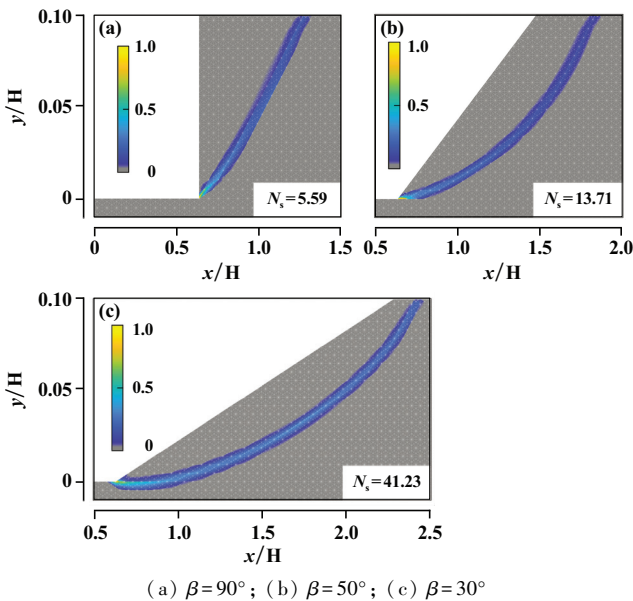 (a)
(b)
0.10
0.05
0
y/H
1.0
0.5
0
1.0
0.5
0
Nₛ=5.59
Nₛ=13.71
0 0.5 1.0 1.5
0.5 1.0 1.5 2.0
x/H
x/H
(c)
0.10
0.05
0
y/H
1.0
0.5
0
Nₛ=41.23
0.5 1.0 1.5 2.0 2.5
x/H
(a) β=90°; (b) β=50°; (c) β=30°